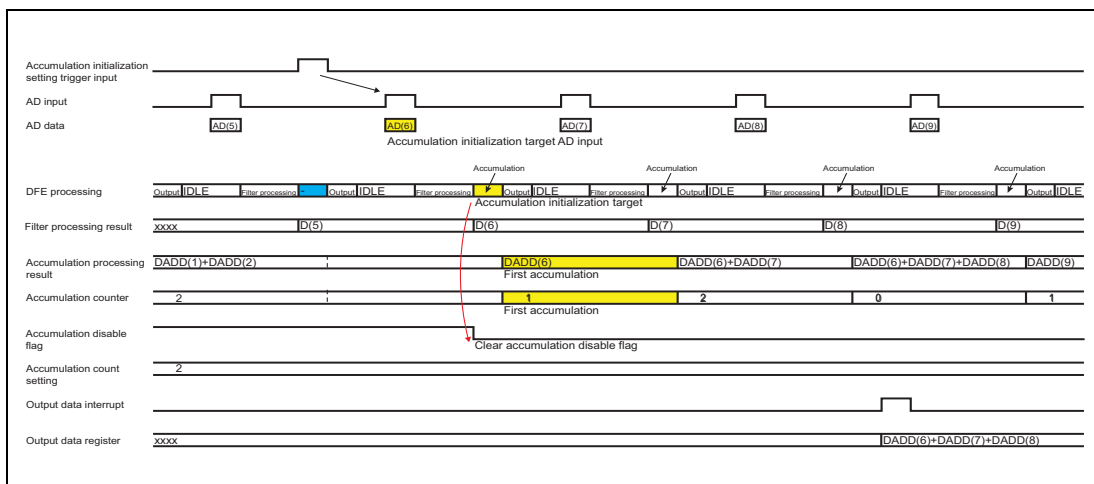 Accumulation initialization
setting trigger input
AD input
AD data
AD(5) AD(6) AD(7) AD(8) AD(9)
Accumulation initialization target AD input
Accumulation Accumulation Accumulation Accumulation
DFE processing
Output IDLE Filter processing - Output IDLE Filter processing Output IDLE Filter processing Output IDLE Filter processing Output IDLE Filter processing Output IDLE
Accumulation initialization target
Filter processing result
xxxx D(5) D(6) D(7) D(8) D(9)
Accumulation processing
result
DADD(1)+DADD(2) DADD(6) DADD(6)+DADD(7) DADD(6)+DADD(7)+DADD(8) DADD(9)
First accumulation
Accumulation counter
2 1 2 0 1
First accumulation
Accumulation disable
flag
Clear accumulation disable flag
Accumulation count
setting
2
Output data interrupt
Output data register
xxxx DADD(6)+DADD(7)+DADD(8)